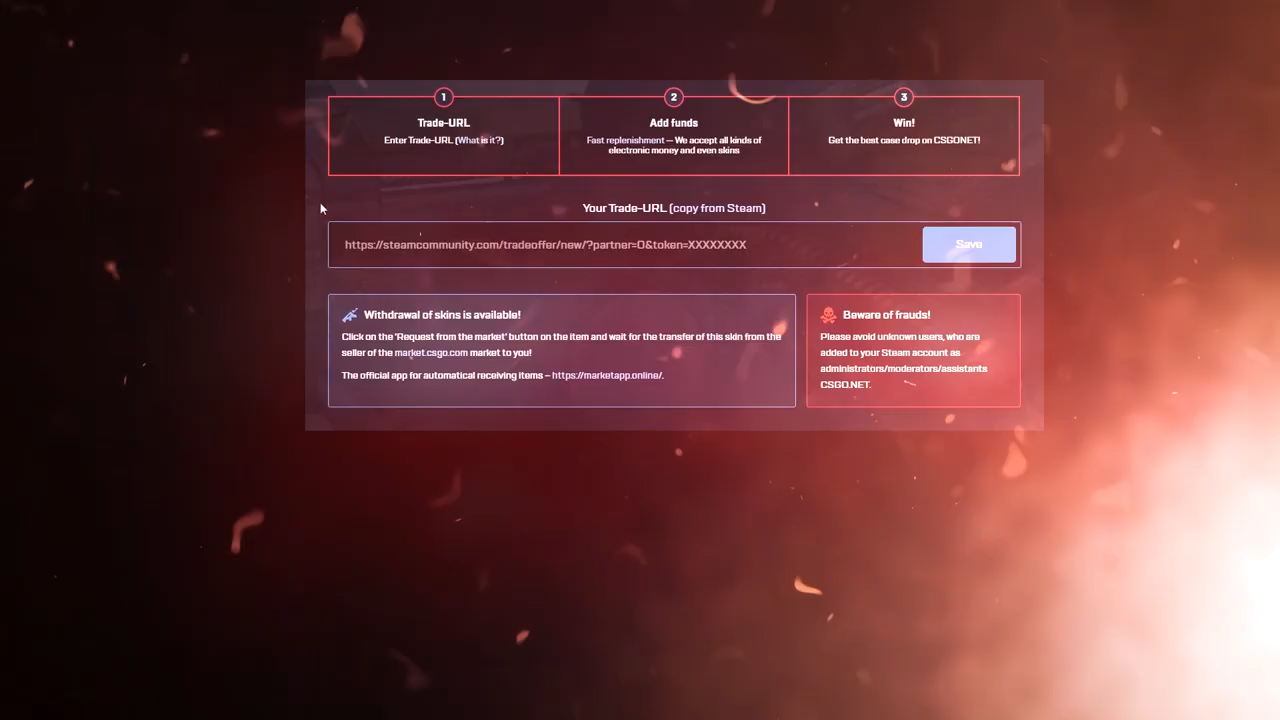 1
Trade-URL
Enter Trade-URL (What is it?)
2
Add funds
Fast replenishment — We accept all kinds of
electronic money and even skins
3
Win!
Get the best case drop on CSGONET!
Your Trade-URL (copy from Steam)
https://steamcommunity.com/tradeoffer/new/?partner=0&token=XXXXXXXX
Save
Withdrawal of skins is available!
Click on the 'Request from the market' button on the item and wait for the transfer of this skin from the
seller of the market.csgo.com market to you!
The official app for automatical receiving items – https://marketapp.online/.
Beware of frauds!
Please avoid unknown users, who are
added to your Steam account as
administrators/moderators/assistants
CSGO.NET.